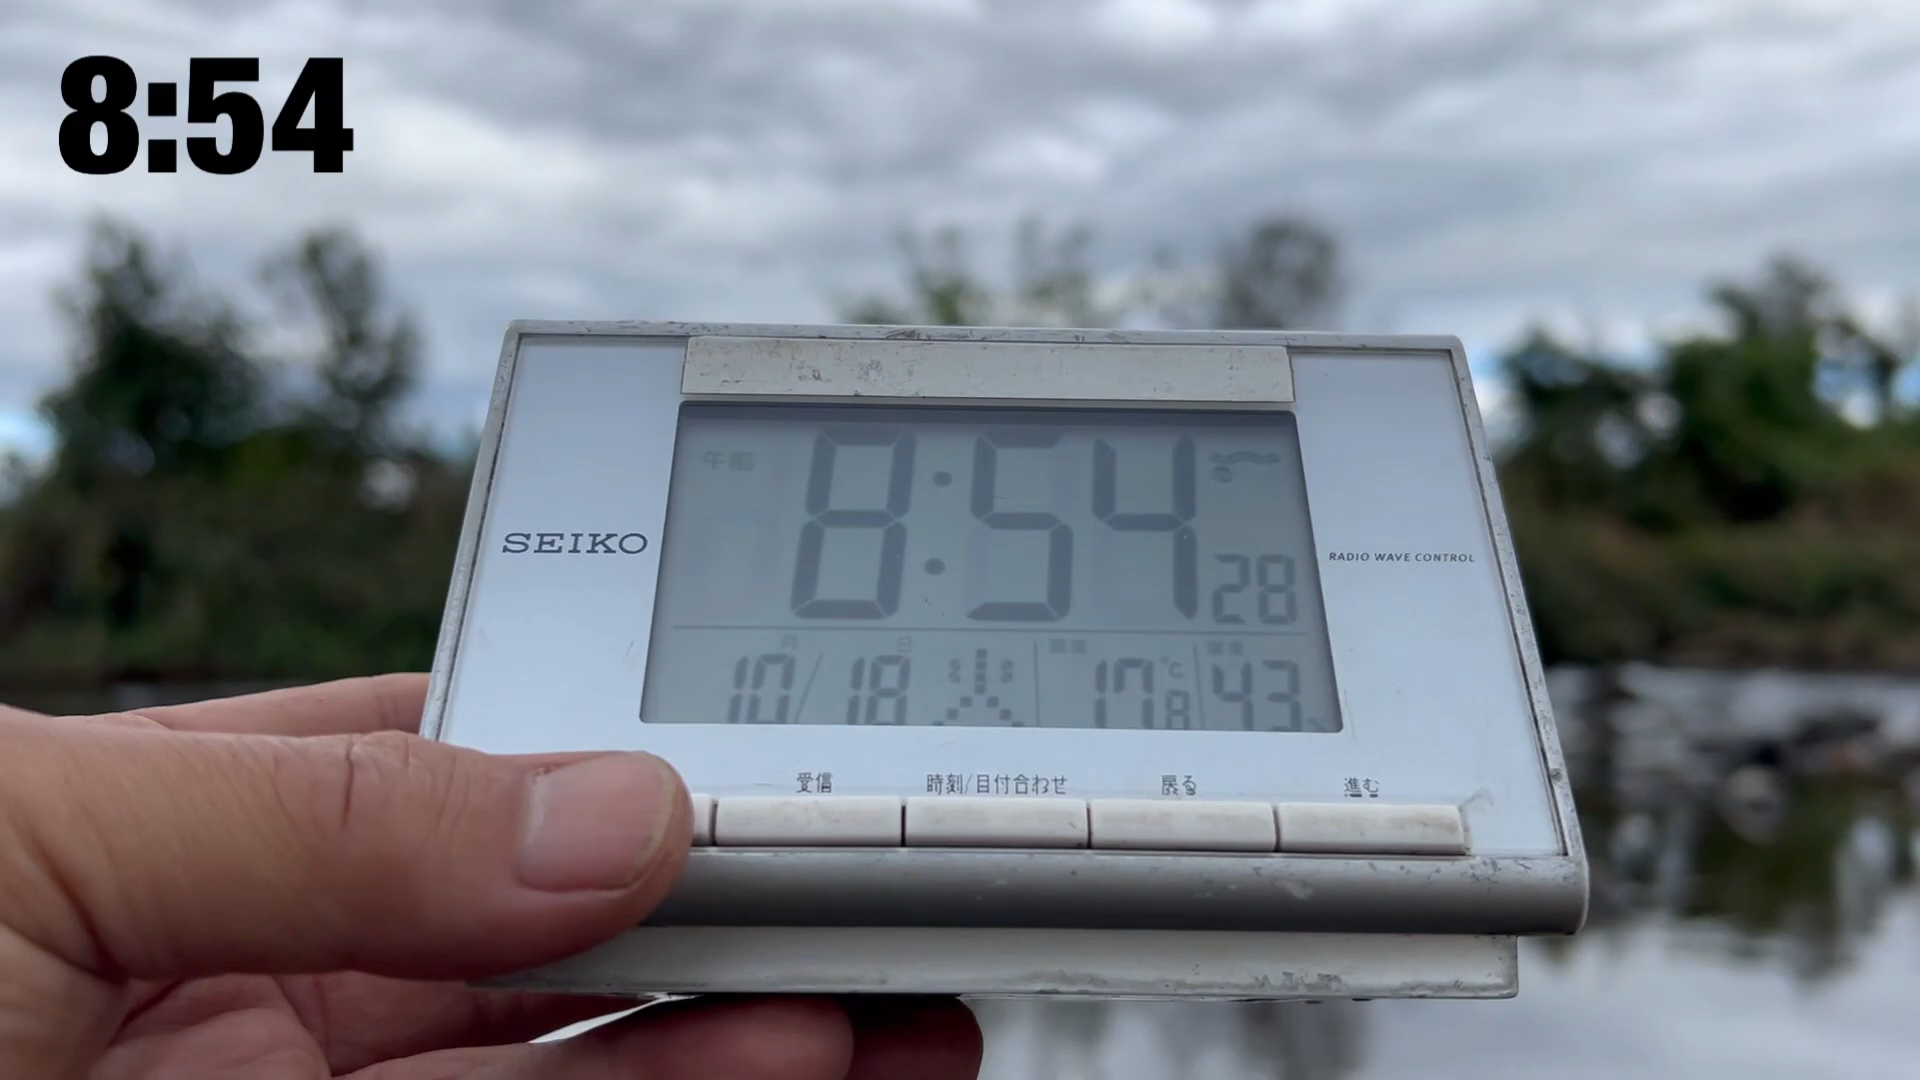 8:54
午前
8:54
28
SEIKO
RADIO WAVE CONTROL
月 日 温度 湿度
10/18 火 17.8 ℃ 43 %
受信 時刻/日付合わせ 戻る 進む